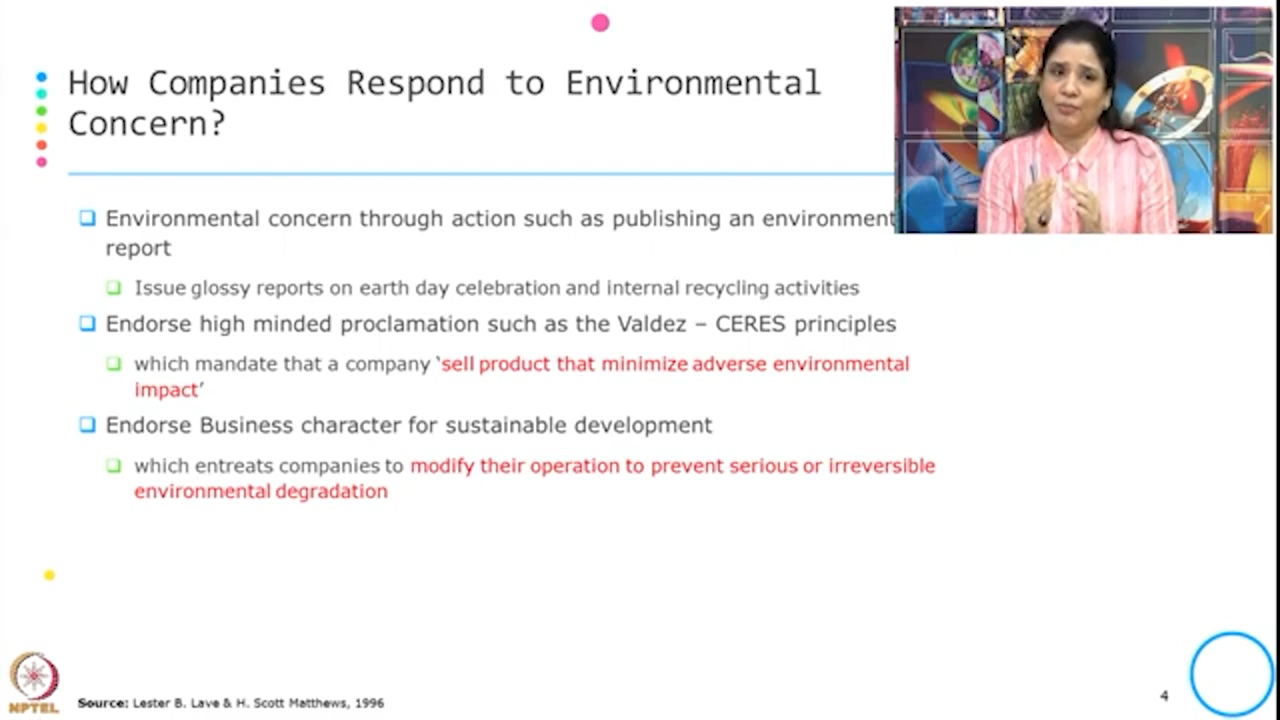 How Companies Respond to Environmental
Concern?
Environmental concern through action such as publishing an environment
report
Issue glossy reports on earth day celebration and internal recycling activities
Endorse high minded proclamation such as the Valdez – CERES principles
which mandate that a company ‘sell product that minimize adverse environmental
impact’
Endorse Business character for sustainable development
which entreats companies to modify their operation to prevent serious or irreversible
environmental degradation
NPTEL
Source: Lester B. Lave & H. Scott Matthews, 1996
4